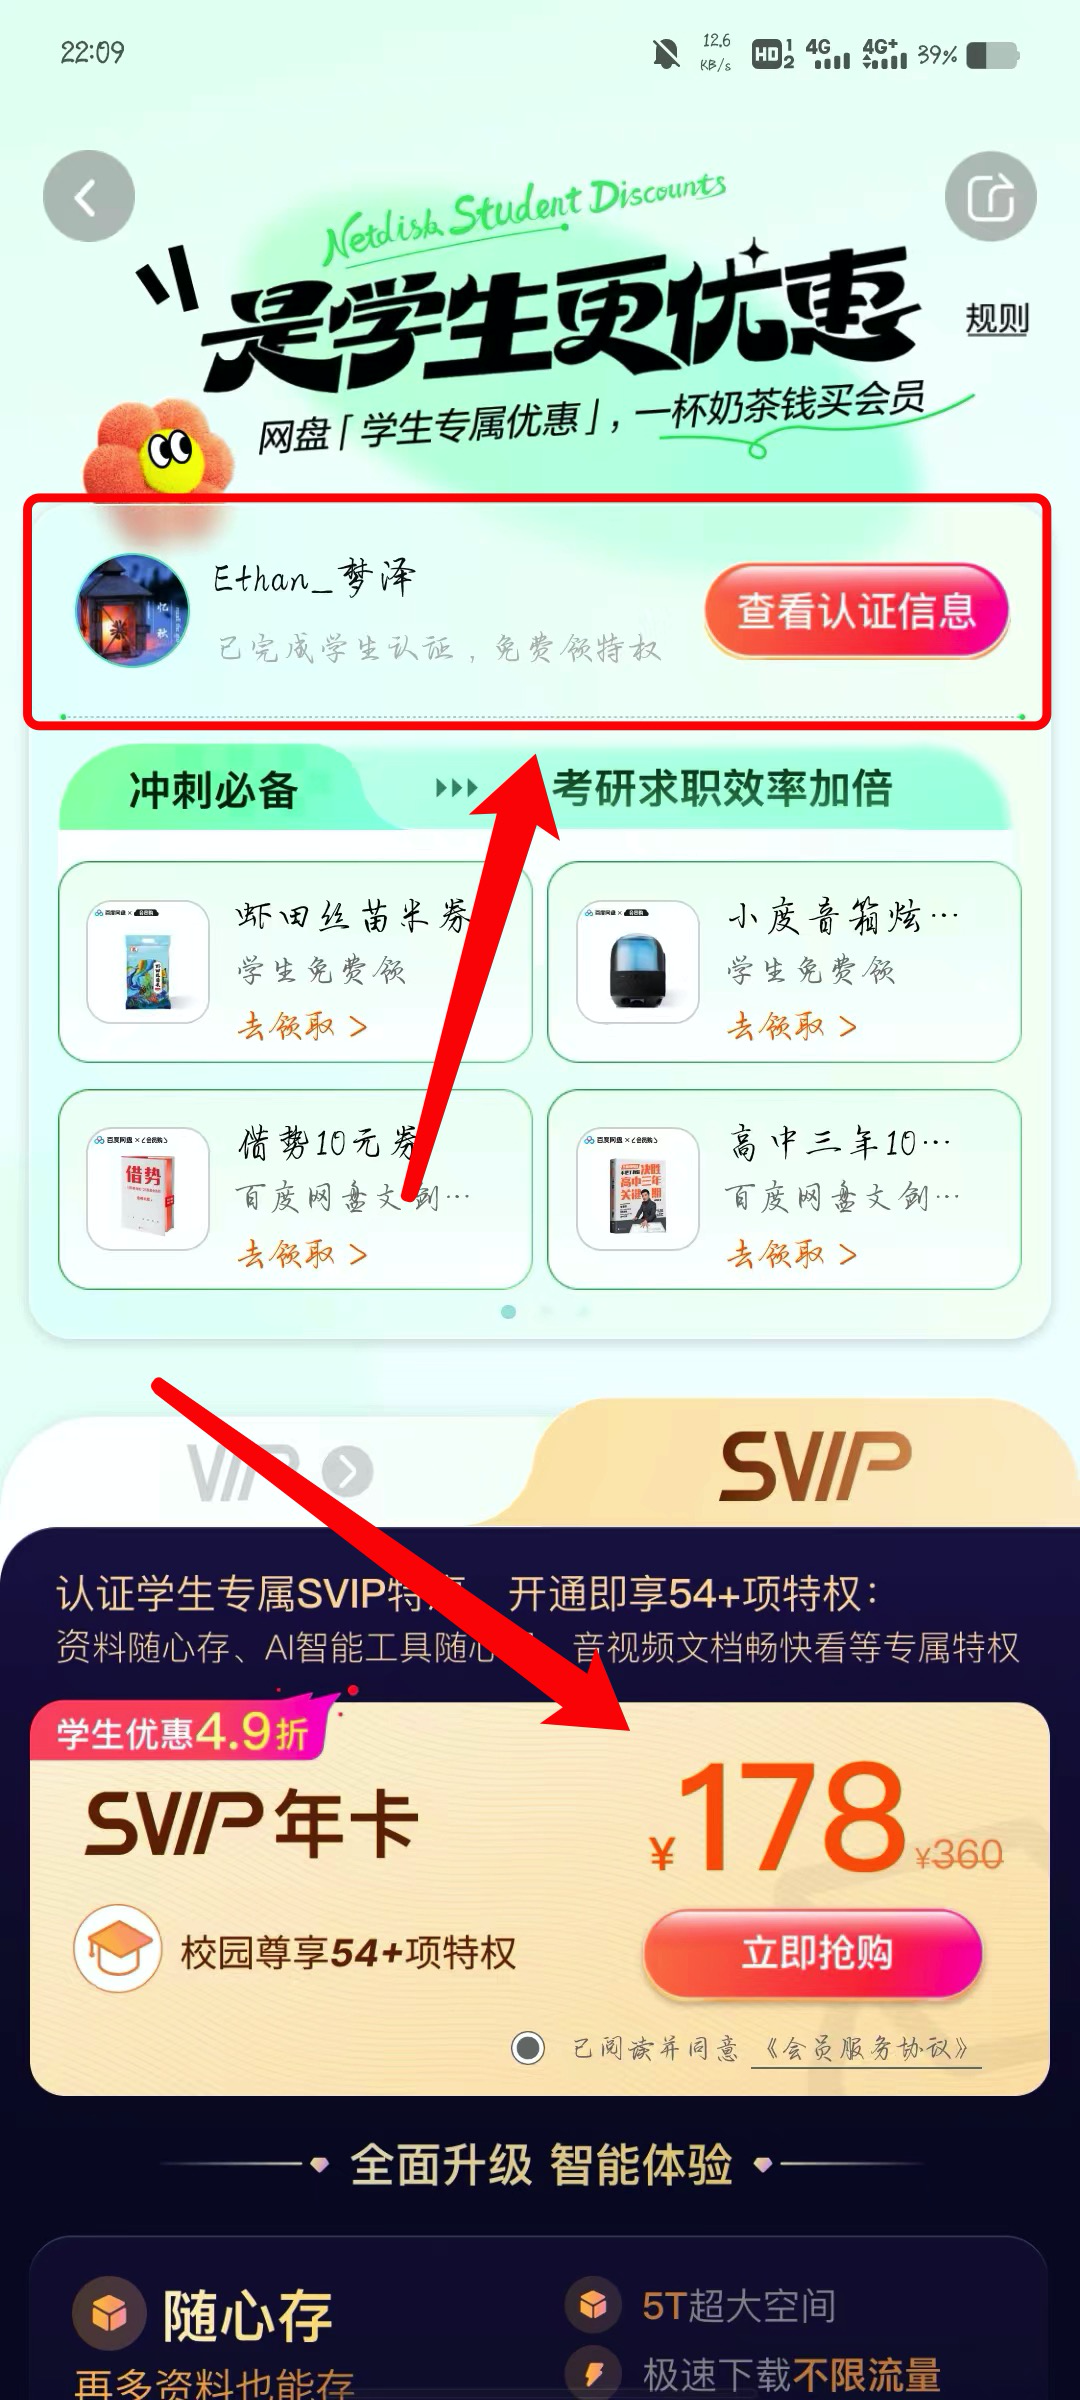 22:09
12.6 KB/s HD 1 2 4G 4G+ 39%
Netdisk Student Discounts
是学生更优惠
规则
网盘「学生专属优惠」,一杯奶茶钱买会员
Ethan_梦泽
已完成学生认证，免费领特权
查看认证信息
冲刺必备
考研求职效率加倍
虾田丝苗米券
学生免费领
去领取 >
小度音箱炫…
学生免费领
去领取 >
借势10元券
百度网盘文创…
去领取 >
高中三年10…
百度网盘文创…
去领取 >
VIP
SVIP
认证学生专属SVIP特 开通即享54+项特权：
资料随心存、AI智能工具随心 音视频文档畅快看等专属特权
学生优惠4.9折
SVIP年卡
¥178 ¥360
校园尊享54+项特权
立即抢购
已阅读并同意 《会员服务协议》
全面升级 智能体验
随心存
再多资料也能存
5T超大空间
极速下载不限流量